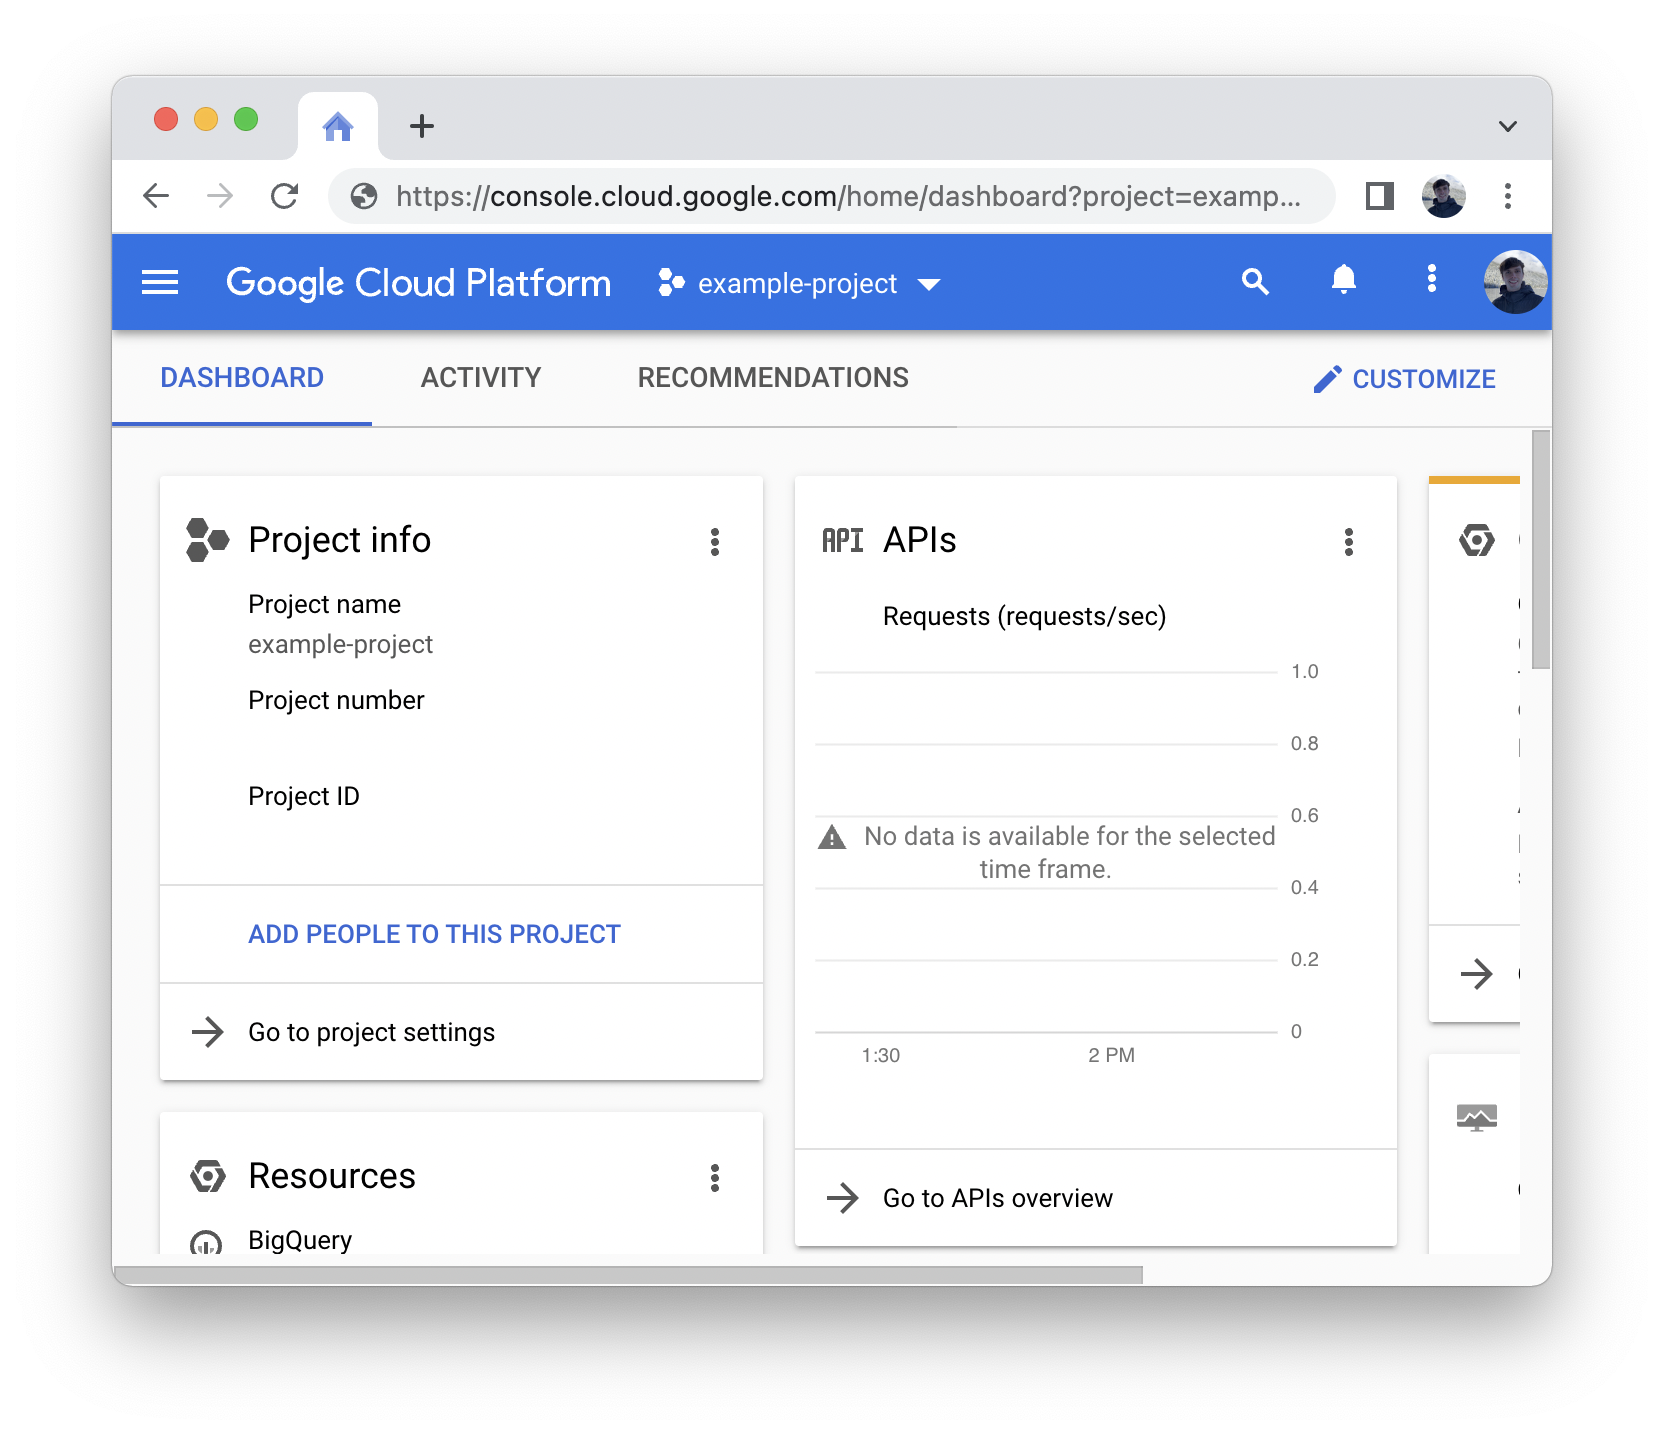 https://console.cloud.google.com/home/dashboard?project=examp...
Google Cloud Platform
example-project
DASHBOARD
ACTIVITY
RECOMMENDATIONS
CUSTOMIZE
Project info
Project name
example-project
Project number
Project ID
ADD PEOPLE TO THIS PROJECT
Go to project settings
Resources
BigQuery
API APIs
Requests (requests/sec)
1.0
0.8
0.6
No data is available for the selected
time frame.
0.4
0.2
0
1:30
2 PM
Go to APIs overview